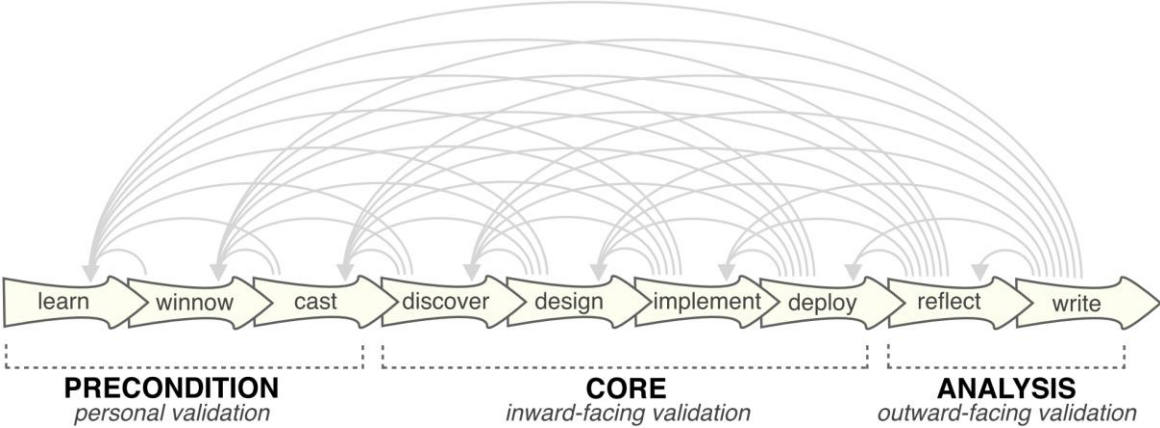 learn winnow cast discover design implement deploy reflect write
PRECONDITION CORE ANALYSIS
personal validation inward-facing validation outward-facing validation